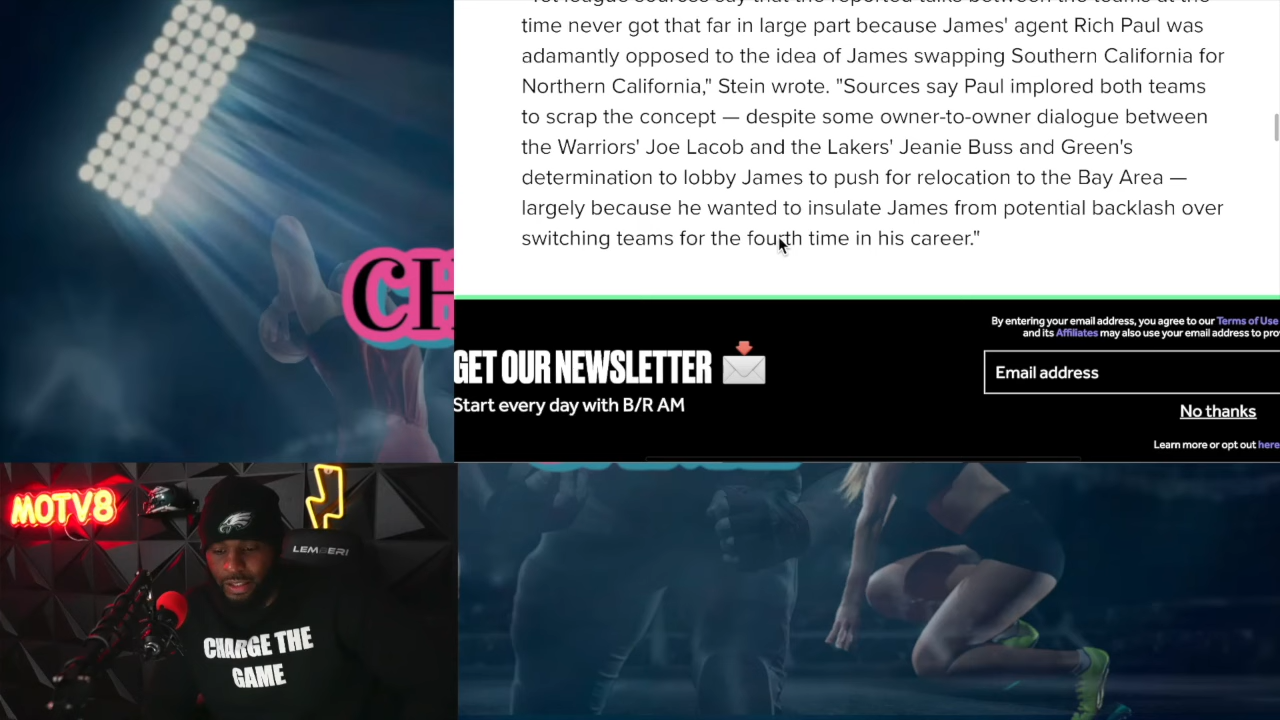 time never got that far in large part because James' agent Rich Paul was
adamantly opposed to the idea of James swapping Southern California for
Northern California," Stein wrote. "Sources say Paul implored both teams
to scrap the concept — despite some owner-to-owner dialogue between
the Warriors' Joe Lacob and the Lakers' Jeanie Buss and Green's
determination to lobby James to push for relocation to the Bay Area —
largely because he wanted to insulate James from potential backlash over
switching teams for the fourth time in his career."
CH
By entering your email address, you agree to our Terms of Use
and its Affiliates may also use your email address to pro
GET OUR NEWSLETTER
Start every day with B/R AM
Email address
No thanks
Learn more or opt out here
MOTV8
LEMBERI
CHARGE THE
GAME